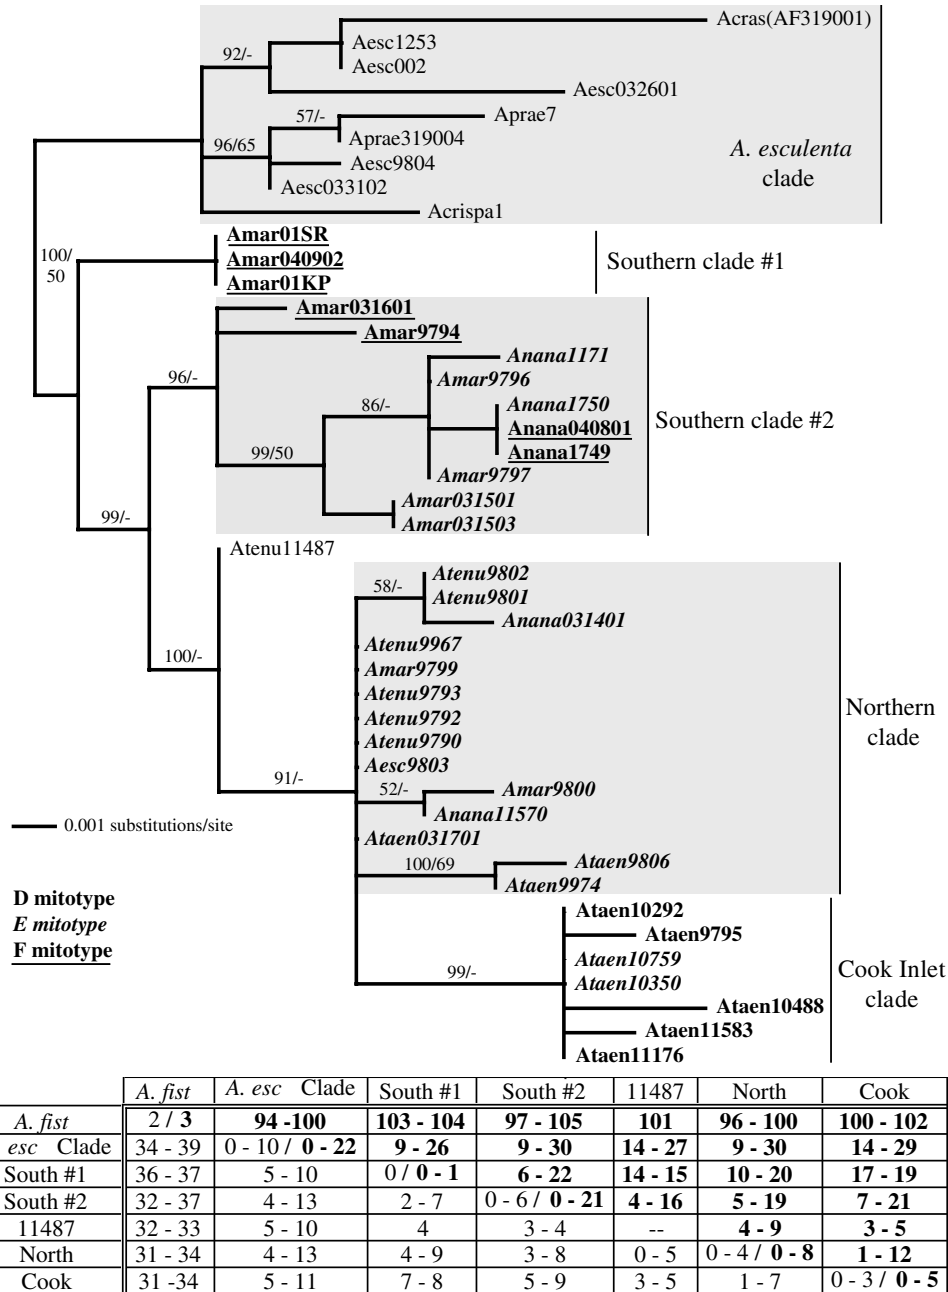 Acras(AF319001)
92/-
Aesc1253
Aesc002
Aesc032601
57/-
Aprae7
Aprae319004
96/65
Aesc9804
Aesc033102
A. esculenta
clade
Acrispa1
100/
50
Amar01SR
Amar040902
Amar01KP
Southern clade #1
Amar031601
Amar9794
96/-
Anana1171
Amar9796
86/-
Anana1750
Anana040801
Anana1749
Southern clade #2
99/50
Amar9797
Amar031501
Amar031503
99/-
Atenu11487
Atenu9802
58/-
Atenu9801
Anana031401
100/-
Atenu9967
Amar9799
Atenu9793
Atenu9792
Atenu9790
Aesc9803
Northern
clade
91/-
52/-
Amar9800
Anana11570
0.001 substitutions/site
Ataen031701
100/69
Ataen9806
Ataen9974
D mitotype
E mitotype
F mitotype
Ataen10292
Ataen9795
Ataen10759
99/-
Ataen10350
Ataen10488
Ataen11583
Ataen11176
Cook Inlet
clade
A. fist A. esc Clade South #1 South #2 11487 North Cook
A. fist 2 / 3 94 -100 103 - 104 97 - 105 101 96 - 100 100 - 102
esc Clade 34 - 39 0 - 10 / 0 - 22 9 - 26 9 - 30 14 - 27 9 - 30 14 - 29
South #1 36 - 37 5 - 10 0 / 0 - 1 6 - 22 14 - 15 10 - 20 17 - 19
South #2 32 - 37 4 - 13 2 - 7 0 - 6 / 0 - 21 4 - 16 5 - 19 7 - 21
11487 32 - 33 5 - 10 4 3 - 4 -- 4 - 9 3 - 5
North 31 - 34 4 - 13 4 - 9 3 - 8 0 - 5 0 - 4 / 0 - 8 1 - 12
Cook 31 -34 5 - 11 7 - 8 5 - 9 3 - 5 1 - 7 0 - 3 / 0 - 5